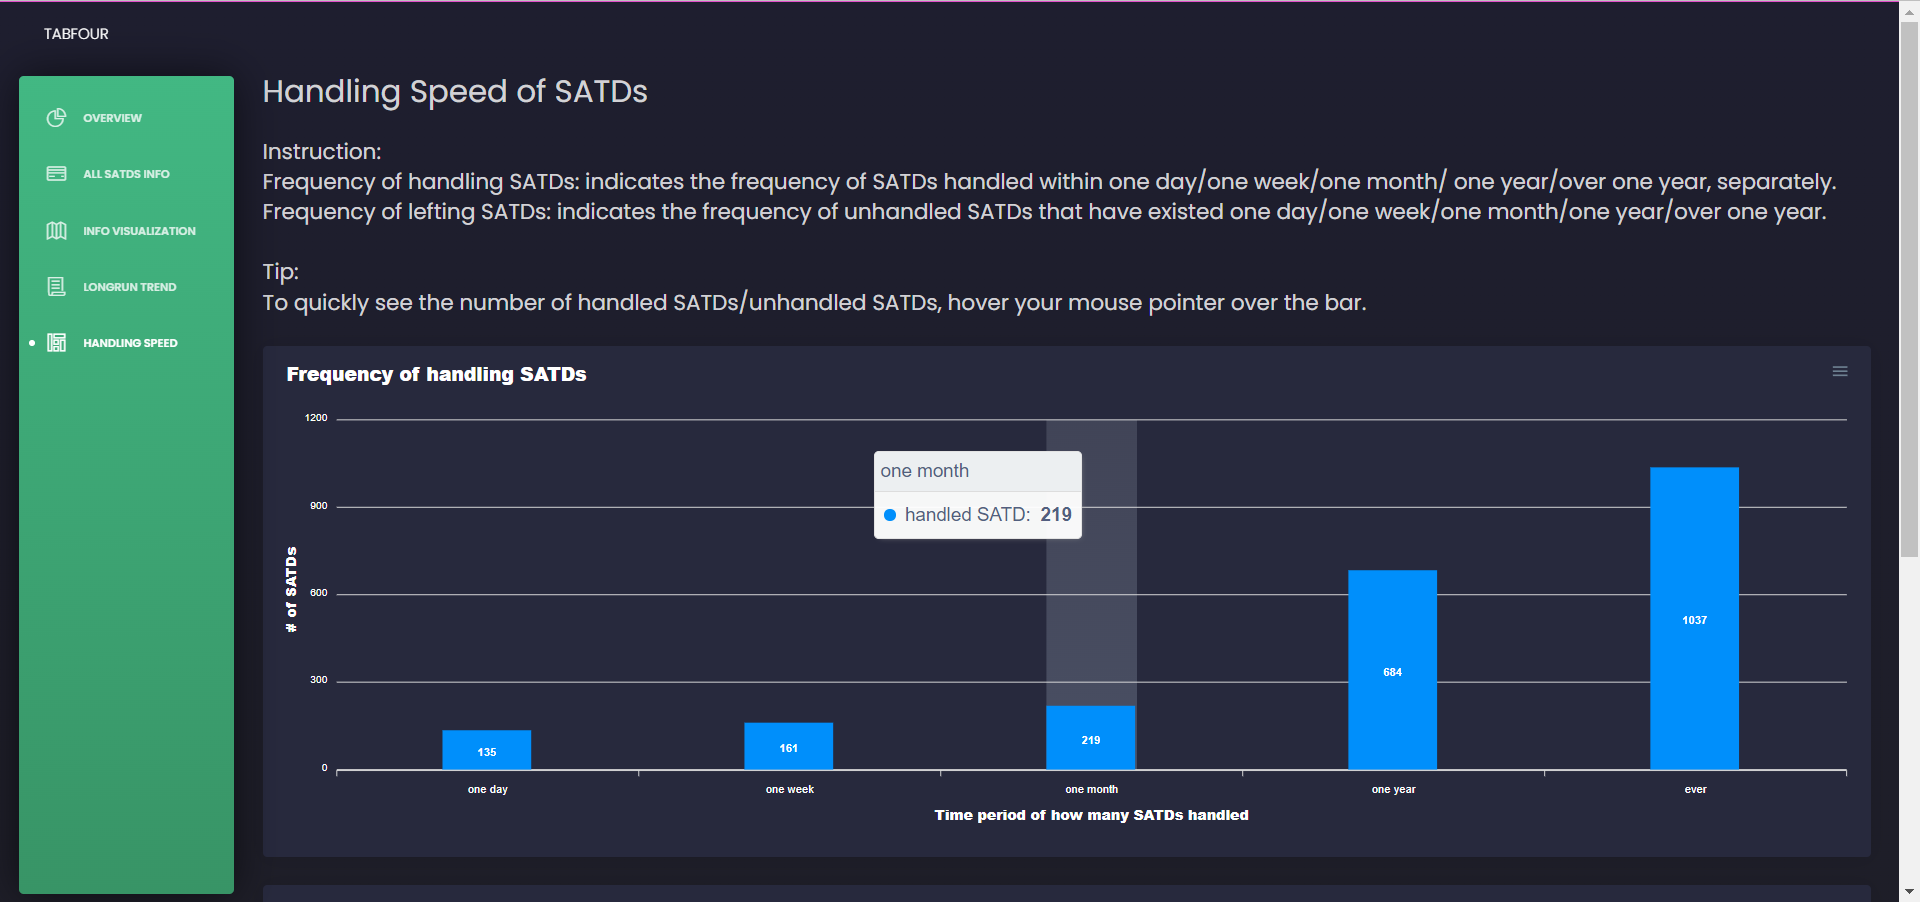 TABFOUR
OVERVIEW
ALL SATDS INFO
INFO VISUALIZATION
LONGRUN TREND
HANDLING SPEED
Handling Speed of SATDs
Instruction:
Frequency of handling SATDs: indicates the frequency of SATDs handled within one day/one week/one month/ one year/over one year, separately.
Frequency of lefting SATDs: indicates the frequency of unhandled SATDs that have existed one day/one week/one month/one year/over one year.
Tip:
To quickly see the number of handled SATDs/unhandled SATDs, hover your mouse pointer over the bar.
Frequency of handling SATDs
1200
900
600
300
0
# of SATDs
one month
handled SATD: 219
135
161
219
684
1037
one day
one week
one month
one year
ever
Time period of how many SATDs handled